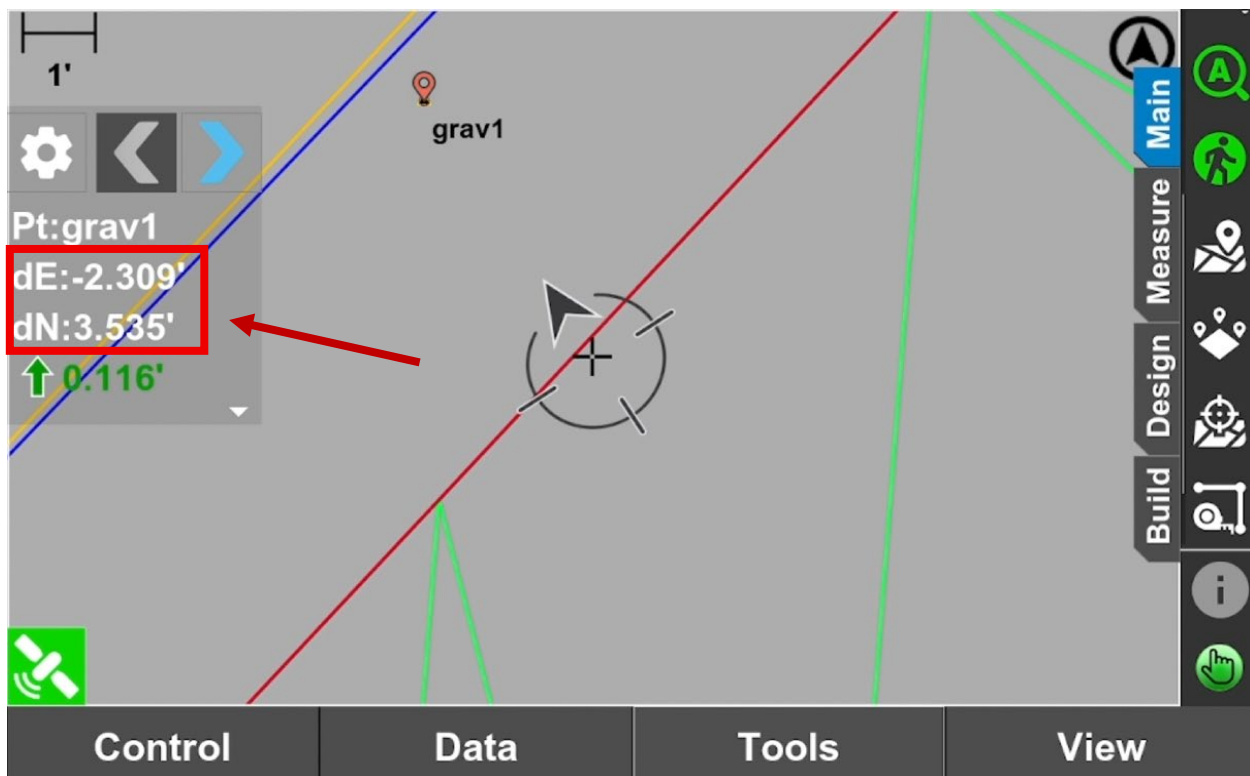 1'
grav1
Pt:grav1
dE:-2.309'
dN:3.535'
0.116'
Main
Measure
Design
Build
A
i
Control
Data
Tools
View